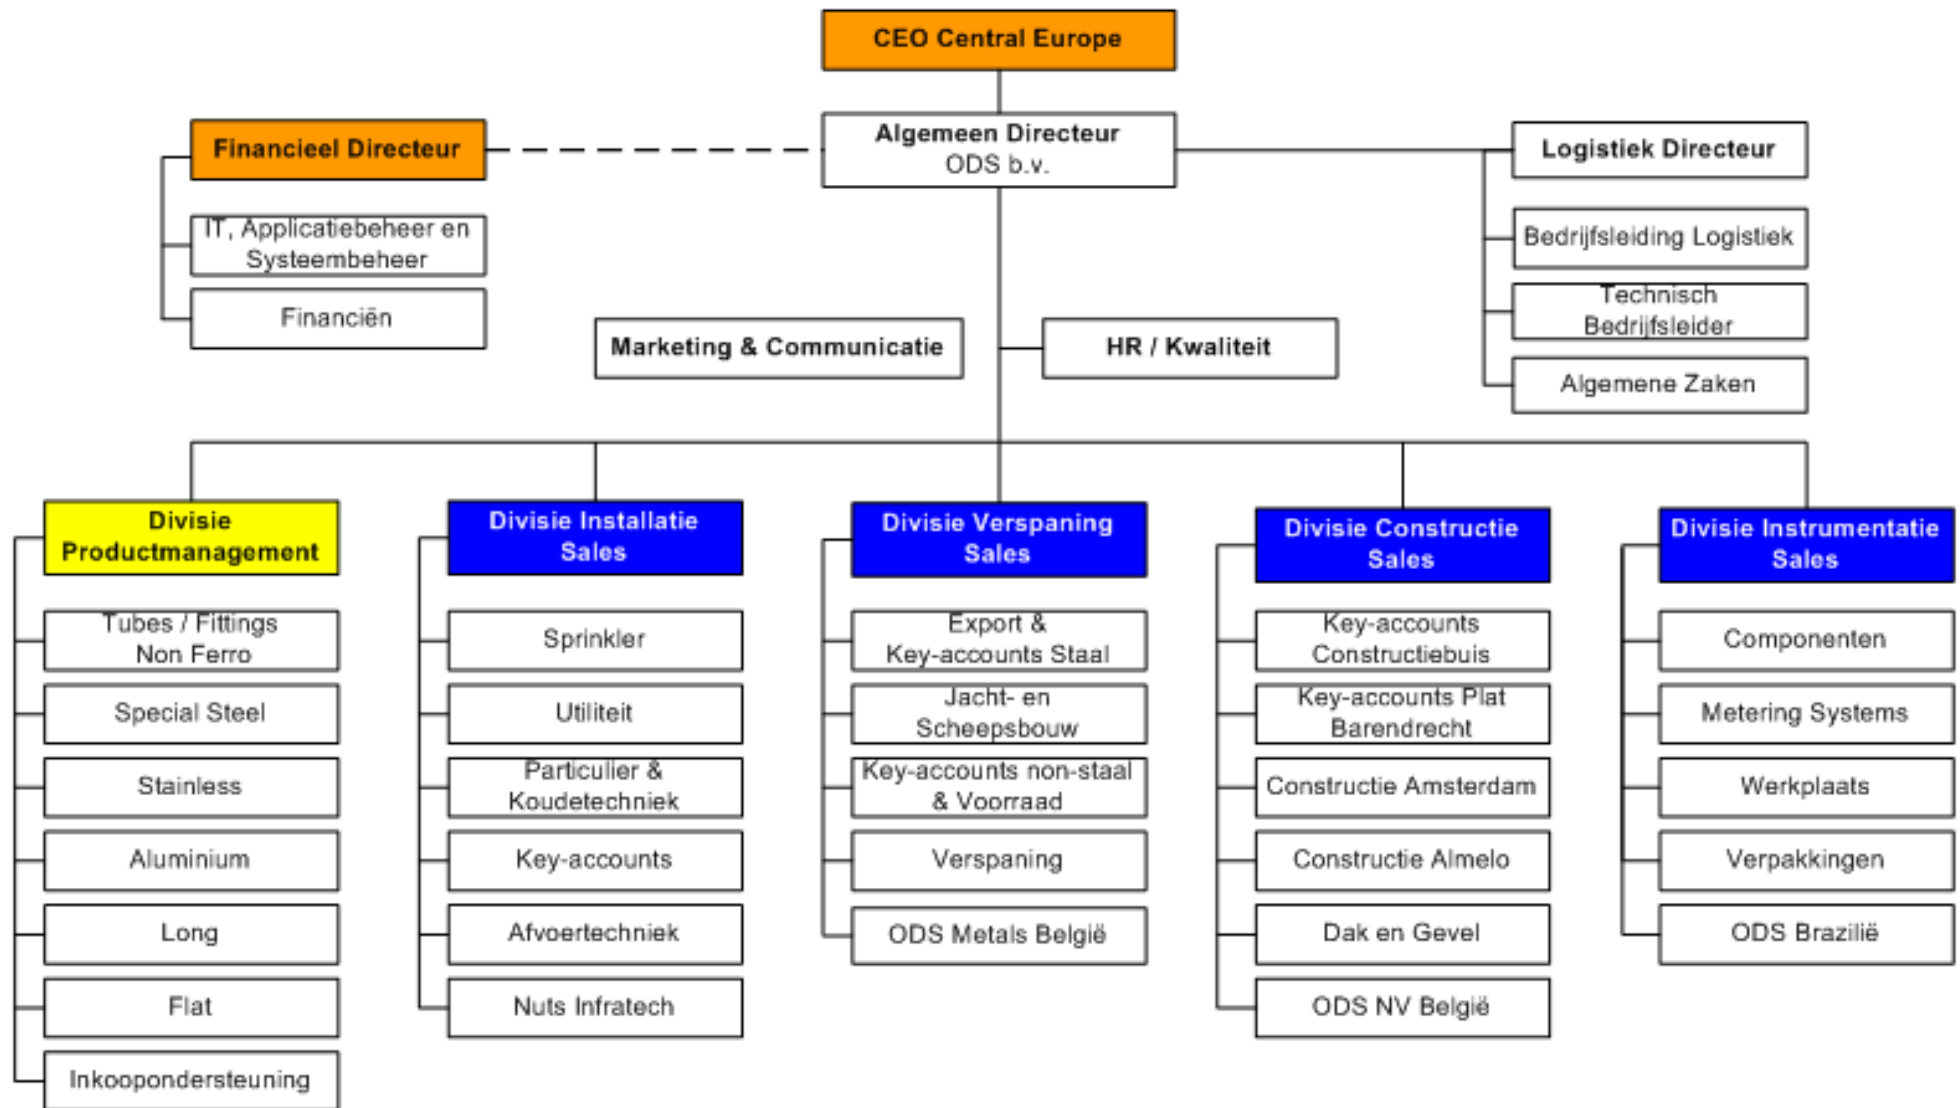 CEO Central Europe
Algemeen Directeur
ODS b.v.
Financieel Directeur
IT, Applicatiebeheer en
Systeembeheer
Financiën
Logistiek Directeur
Bedrijfsleiding Logistiek
Technisch
Bedrijfsleider
Algemene Zaken
Marketing & Communicatie
HR / Kwaliteit
Divisie
Productmanagement
Tubes / Fittings
Non Ferro
Special Steel
Stainless
Aluminium
Long
Flat
Inkoopondersteuning
Divisie Installatie
Sales
Sprinkler
Utiliteit
Particulier &
Koudetechniek
Key-accounts
Afvoertechniek
Nuts Infratech
Divisie Verspaning
Sales
Export &
Key-accounts Staal
Jacht- en
Scheepsbouw
Key-accounts non-staal
& Voorraad
Verspaning
ODS Metals België
Divisie Constructie
Sales
Key-accounts
Constructiebuis
Key-accounts Plat
Barendrecht
Constructie Amsterdam
Constructie Almelo
Dak en Gevel
ODS NV België
Divisie Instrumentatie
Sales
Componenten
Metering Systems
Werkplaats
Verpakkingen
ODS Brazilië